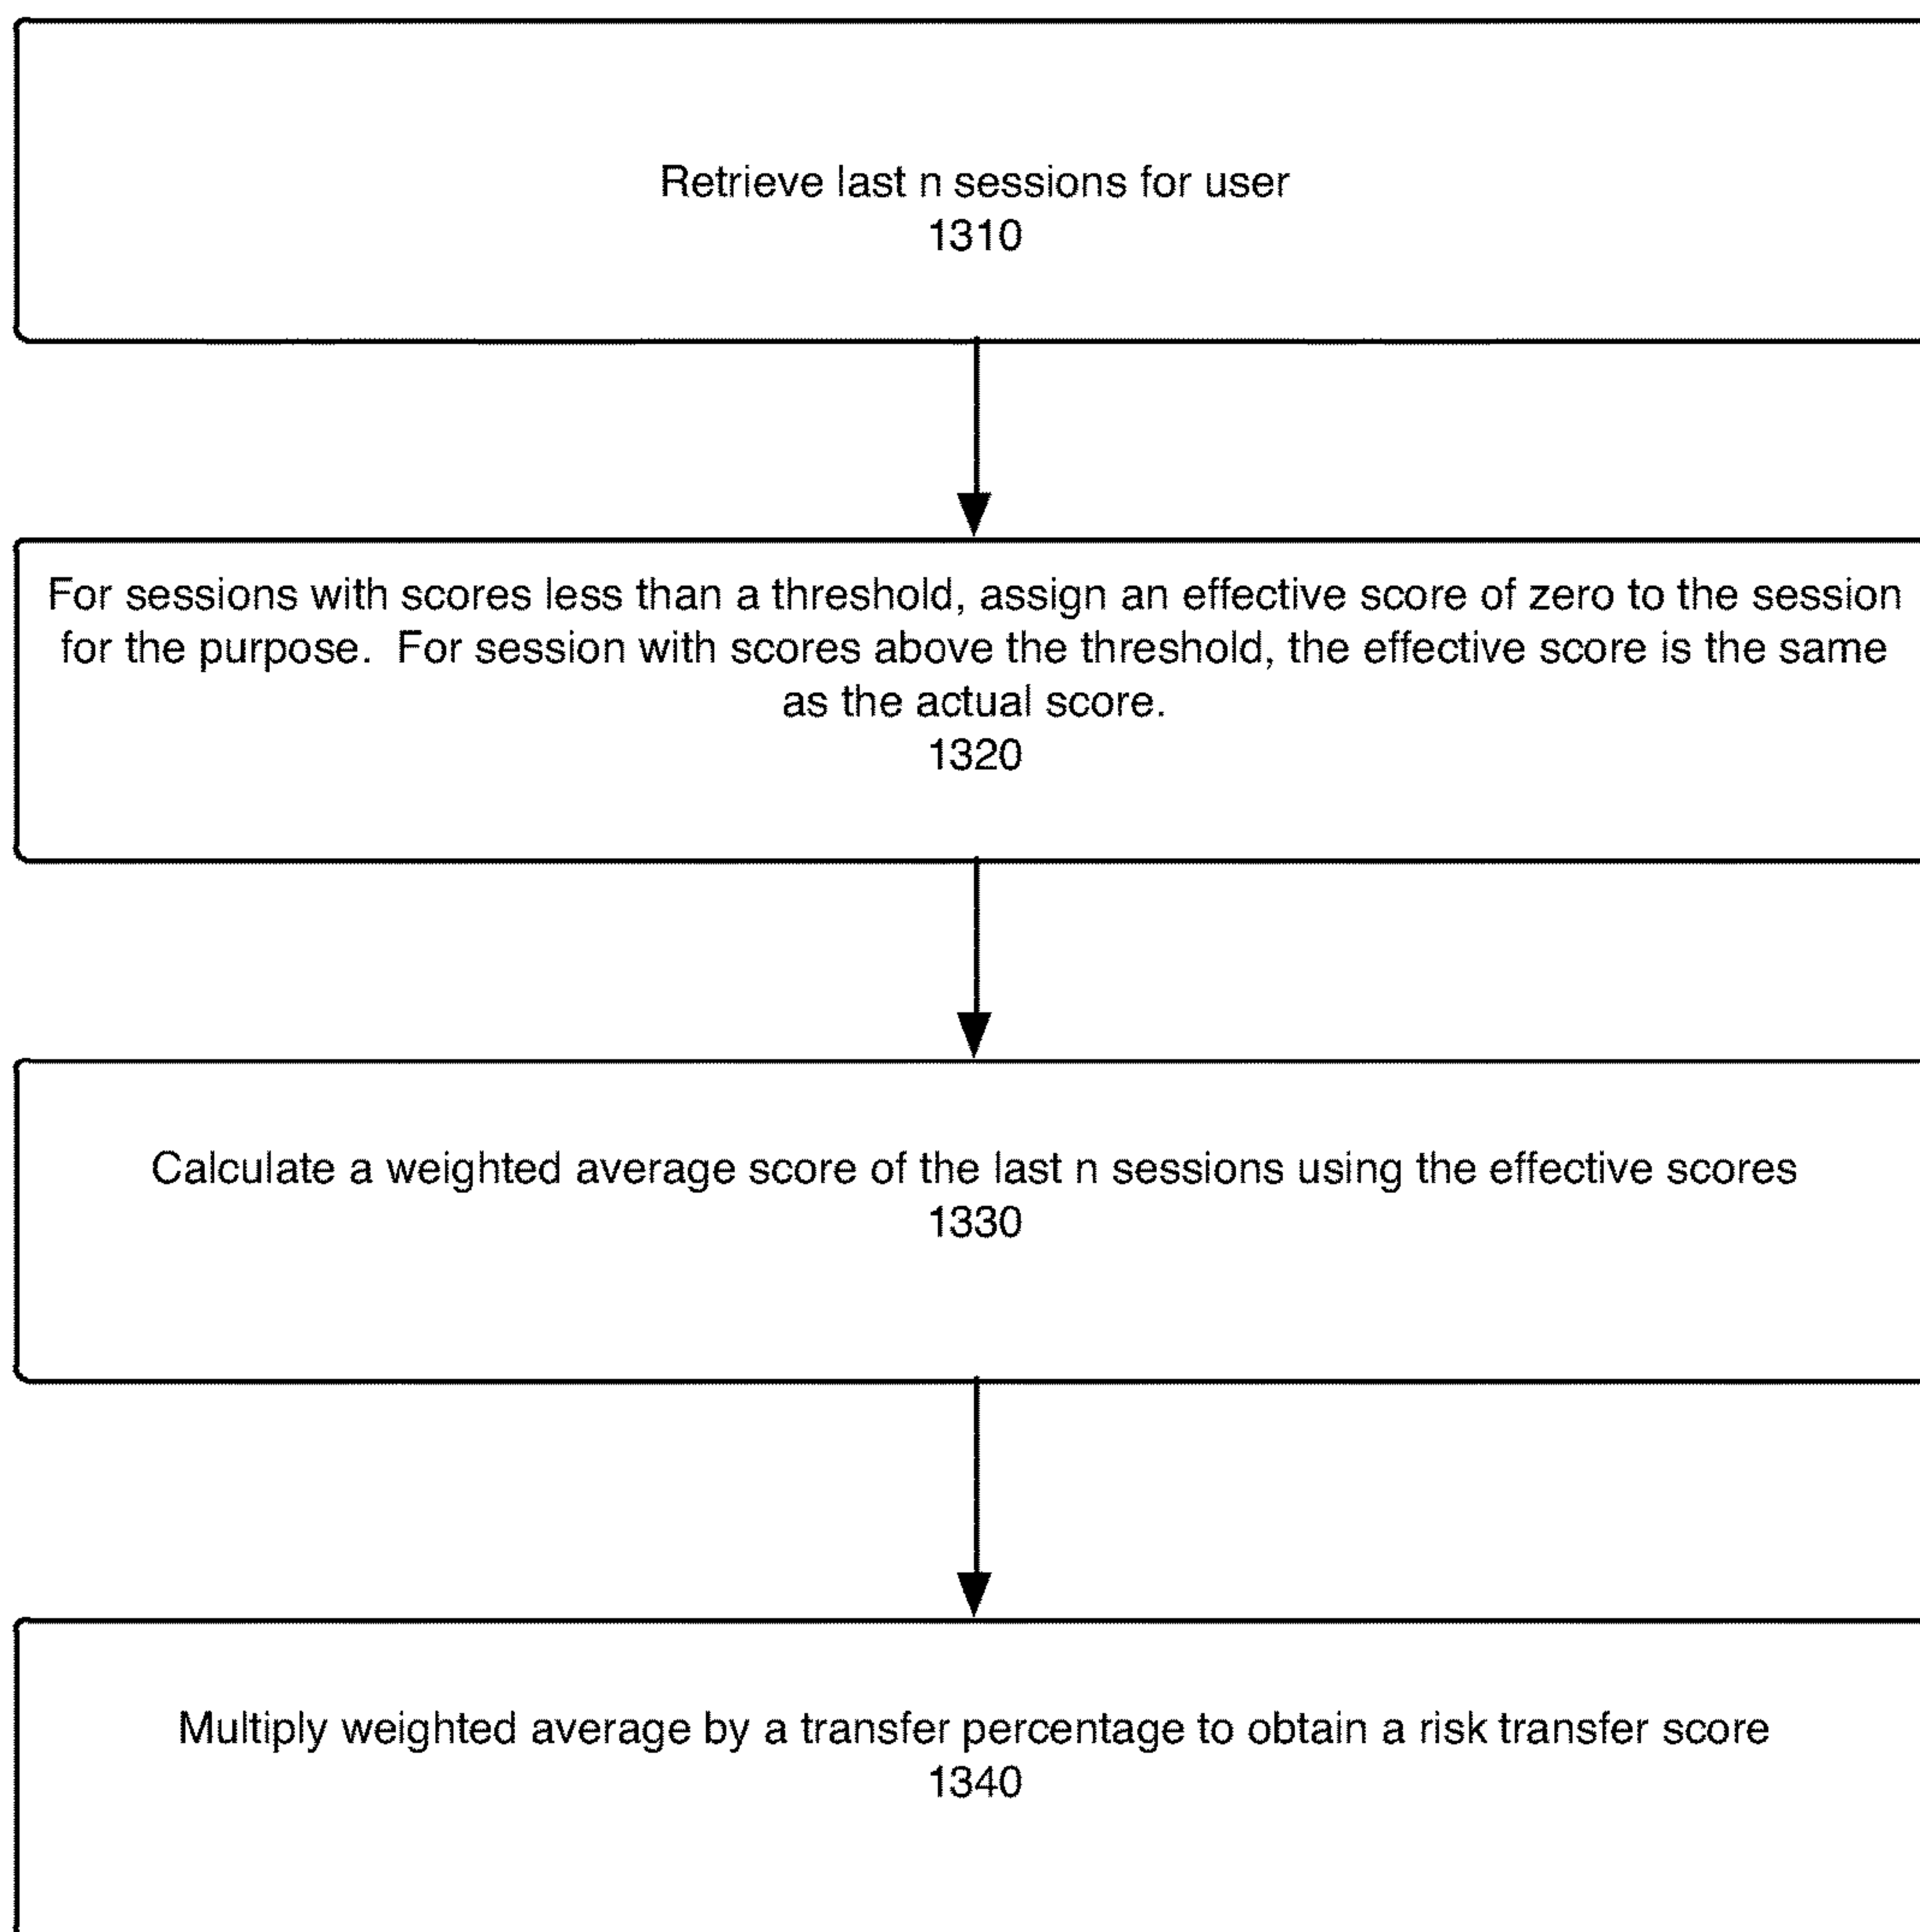 Retrieve last n sessions for user
1310
For sessions with scores less than a threshold, assign an effective score of zero to the session
for the purpose.  For session with scores above the threshold, the effective score is the same
as the actual score.
1320
Calculate a weighted average score of the last n sessions using the effective scores
1330
Multiply weighted average by a transfer percentage to obtain a risk transfer score
1340